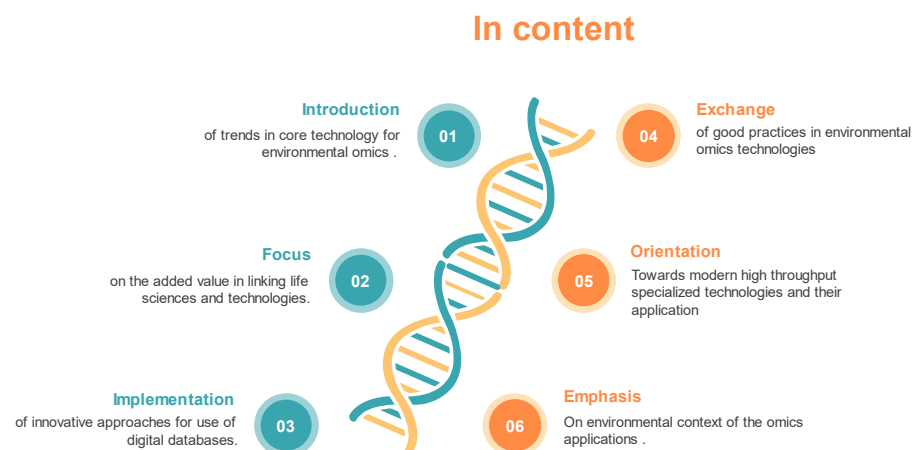 In content
Introduction
of trends in core technology for
environmental omics .
01
Focus
on the added value in linking life
sciences and technologies.
02
Implementation
of innovative approaches for use of
digital databases.
03
04
Exchange
of good practices in environmental
omics technologies
05
Orientation
Towards modern high throughput
specialized technologies and their
application
06
Emphasis
On environmental context of the omics
applications .